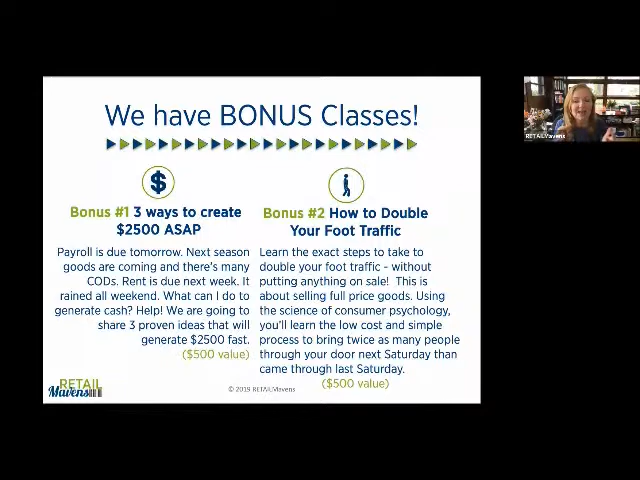 We have BONUS Classes!
Bonus #1 3 ways to create
$2500 ASAP
Payroll is due tomorrow. Next season
goods are coming and there's many
CODs. Rent is due next week. It
rained all weekend. What can I do to
generate cash? Help! We are going to
share 3 proven ideas that will
generate $2500 fast.
($500 value)
Bonus #2 How to Double
Your Foot Traffic
Learn the exact steps to take to
double your foot traffic - without
putting anything on sale! This is
about selling full price goods. Using
the science of consumer psychology,
you'll learn the low cost and simple
process to bring twice as many people
through your door next Saturday than
came through last Saturday.
($500 value)
RETAIL
Mavens
© 2019 RETAILMavens
RETAILMavens